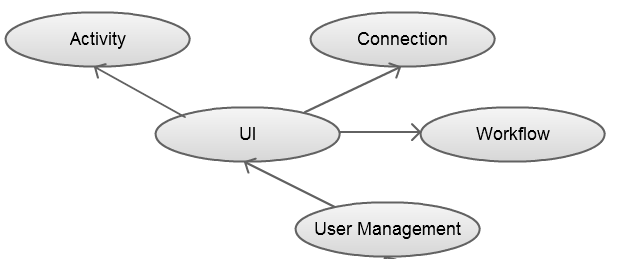 Activity
Connection
UI
Workflow
User Management